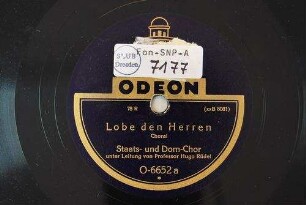 Fon-SNP-A
SLUB
Dresden
7177
ODEON
Lobe den Herren
Choral
Staats- und Dom-Chor
unter Leitung von Professor Hugo Rüdel
O-6652 a